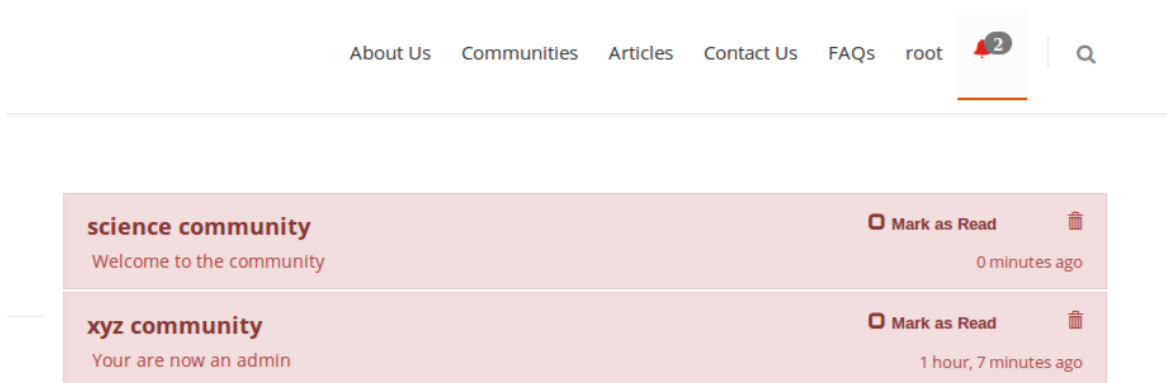 About Us Communities Articles Contact Us FAQs root 2
science community Mark as Read
Welcome to the community 0 minutes ago
xyz community Mark as Read
Your are now an admin 1 hour, 7 minutes ago